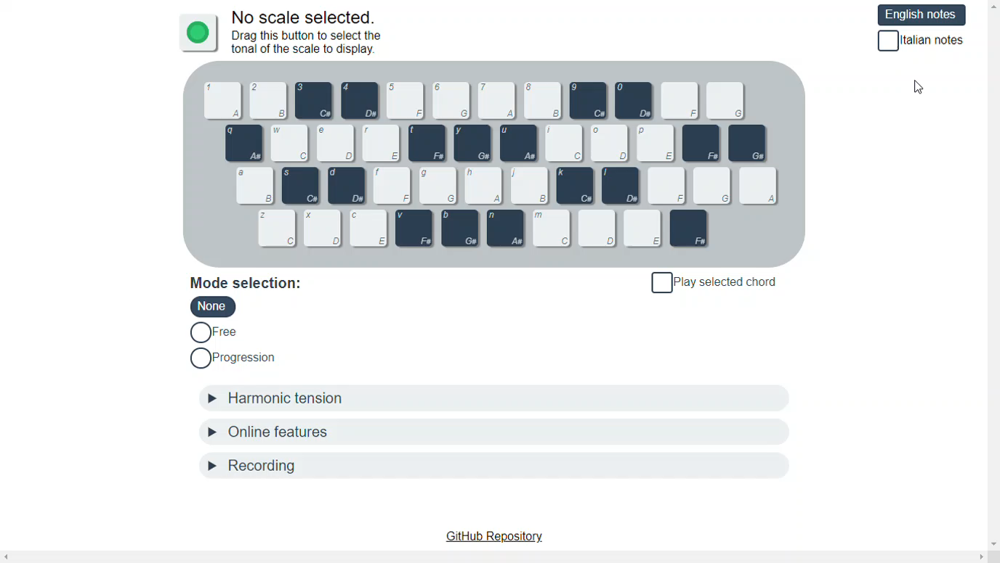 No scale selected.
Drag this button to select the
tonal of the scale to display.
English notes
Italian notes
1 2 3 4 5 6 7 8 9 0
A B C# D# F G A B C# D# F G
q w e r t y u i o p
A# C D E F# G# A# C D E F# G#
a s d f g h j k l
B C# D# F G A B C# D# F G A
z x c v b n m
C D E F# G# A# C D E F#
Mode selection:
Play selected chord
None
Free
Progression
Harmonic tension
Online features
Recording
GitHub Repository